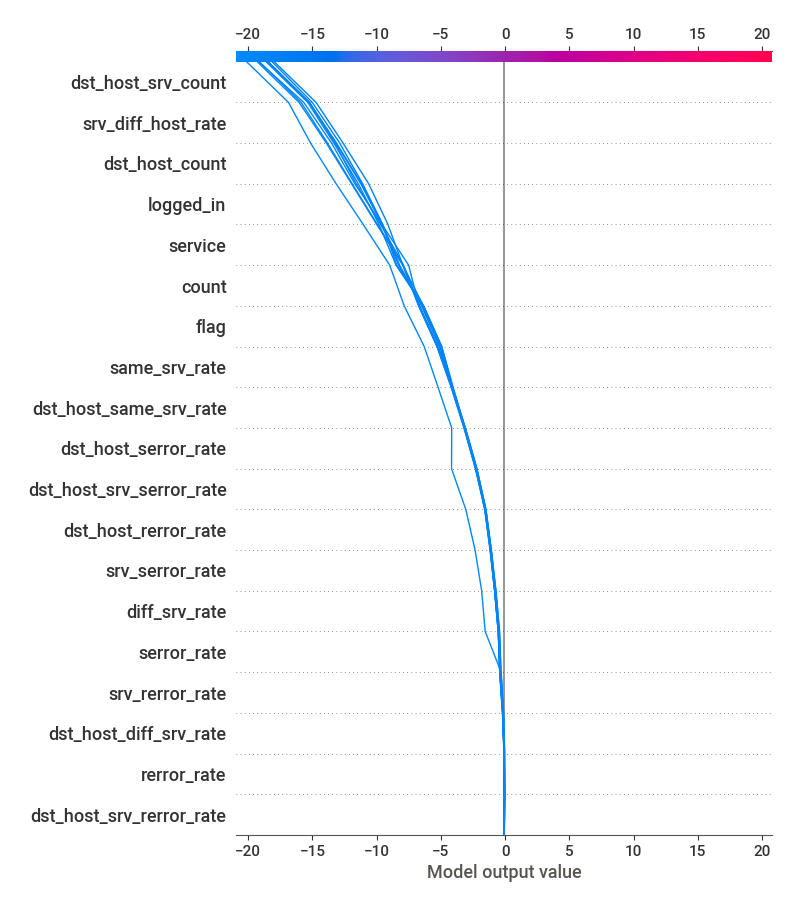 −20 −15 −10 −5 0 5 10 15 20
dst_host_srv_count
srv_diff_host_rate
dst_host_count
logged_in
service
count
flag
same_srv_rate
dst_host_same_srv_rate
dst_host_serror_rate
dst_host_srv_serror_rate
dst_host_rerror_rate
srv_serror_rate
diff_srv_rate
serror_rate
srv_rerror_rate
dst_host_diff_srv_rate
rerror_rate
dst_host_srv_rerror_rate
−20 −15 −10 −5 0 5 10 15 20
Model output value